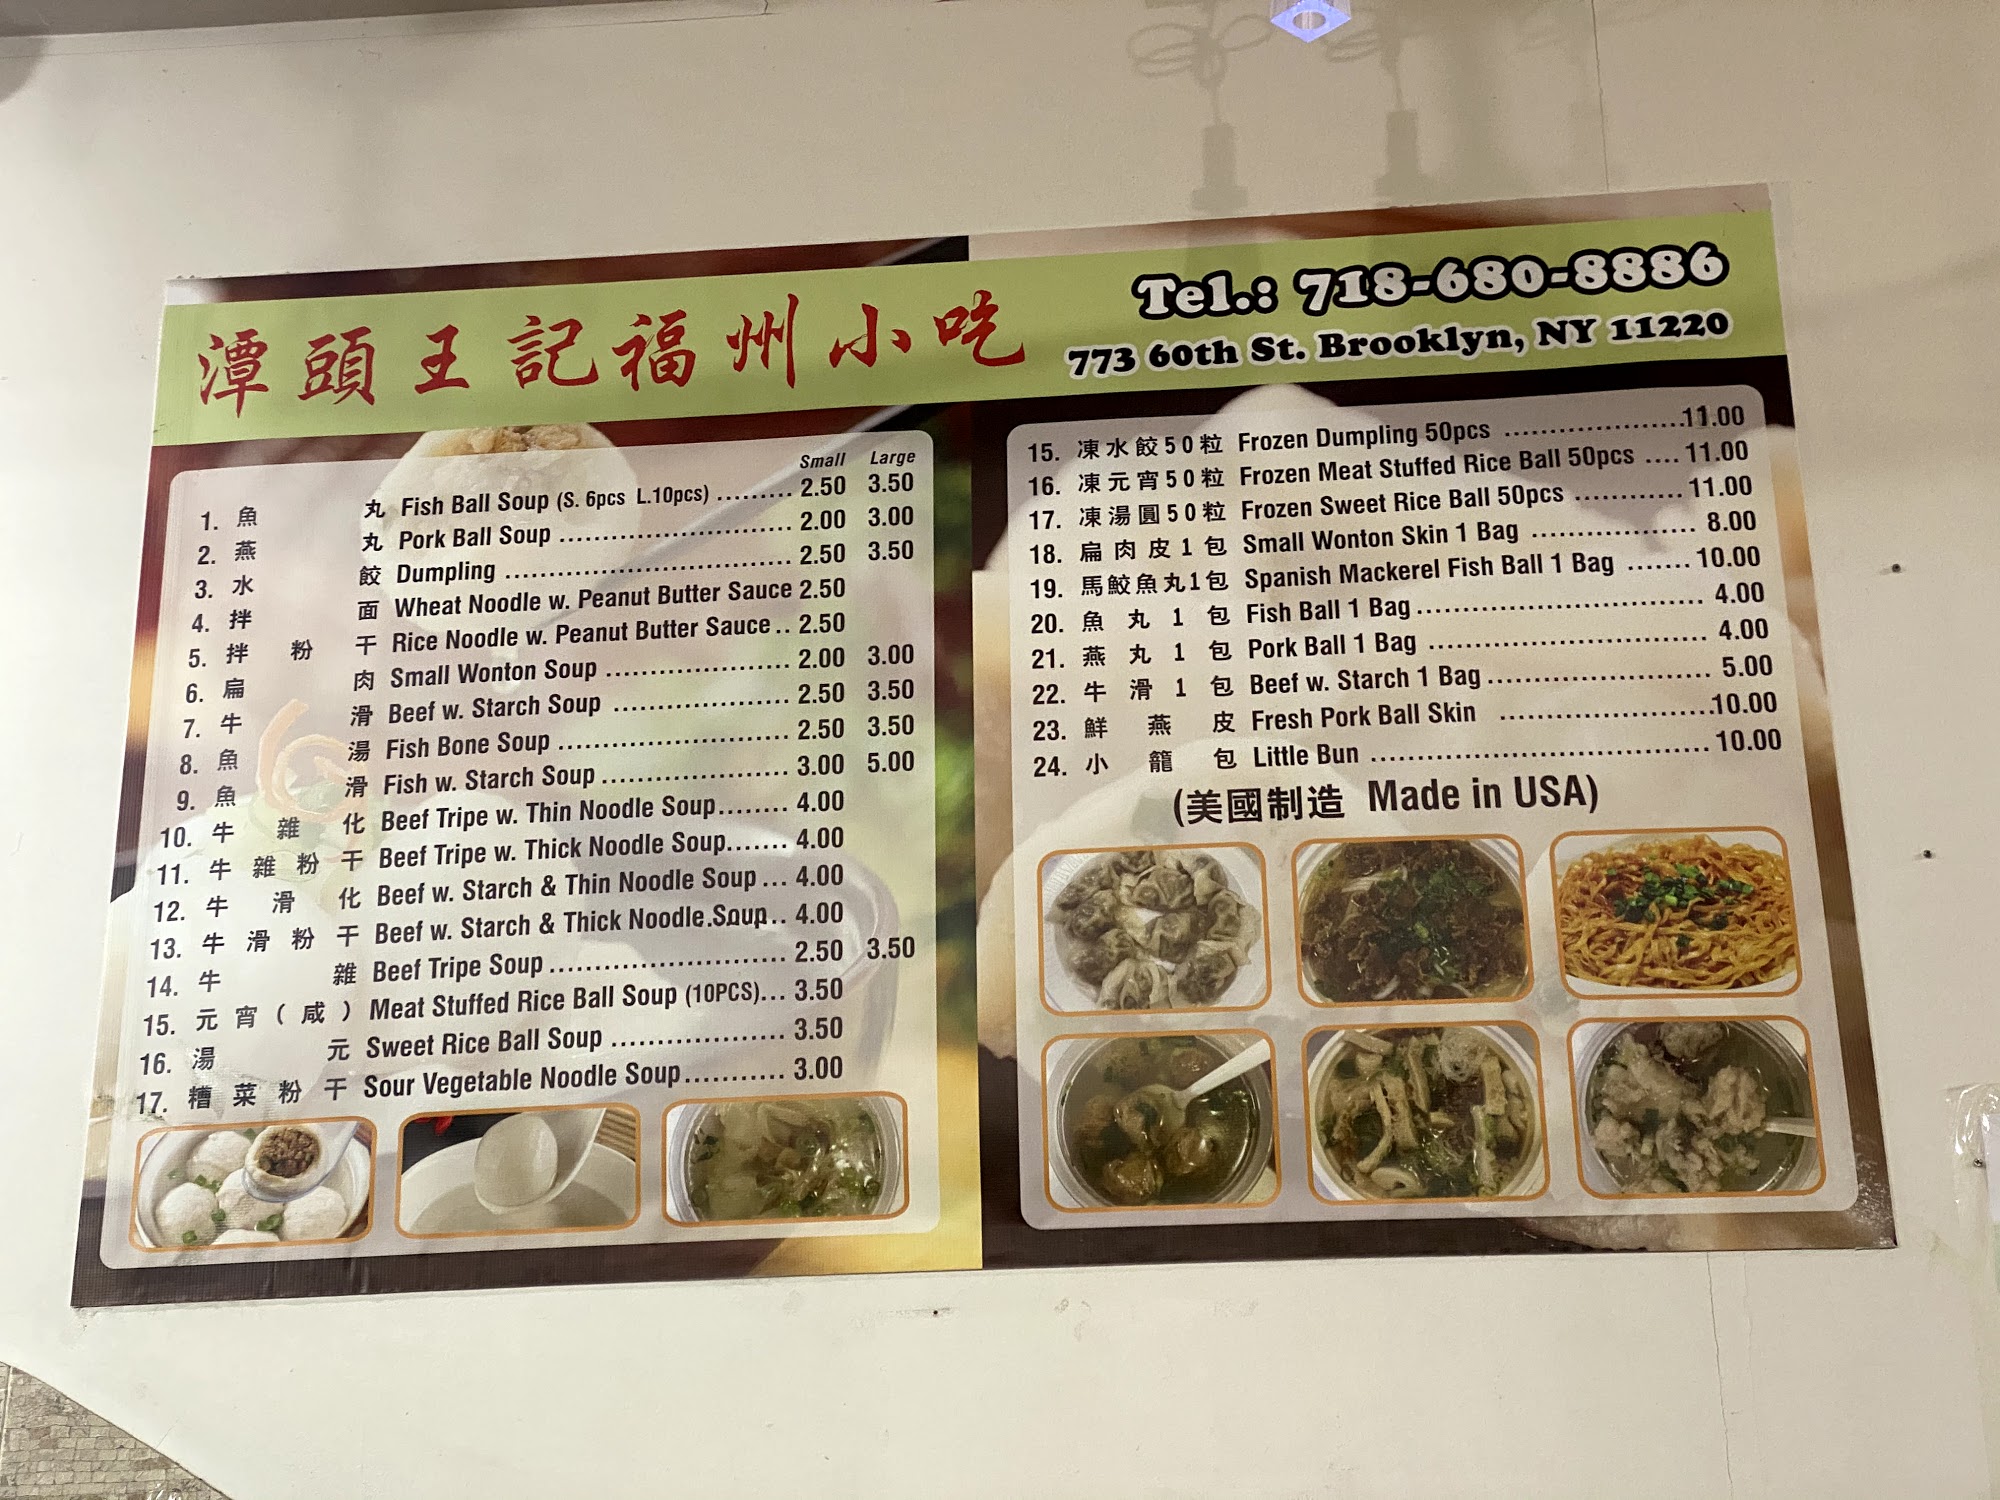 潭頭王記福州小吃
Tel.: 718-680-8886
773 60th St. Brooklyn, NY 11220
Small Large
1. 魚丸 Fish Ball Soup (S. 6pcs L.10pcs) ......... 2.50 3.50
2. 燕丸 Pork Ball Soup ............................ 2.00 3.00
3. 水餃 Dumpling .................................. 2.50 3.50
4. 拌面 Wheat Noodle w. Peanut Butter Sauce 2.50
5. 拌粉干 Rice Noodle w. Peanut Butter Sauce .. 2.50
6. 扁肉 Small Wonton Soup ...................... 2.00 3.00
7. 牛滑 Beef w. Starch Soup ..................... 2.50 3.50
8. 魚湯 Fish Bone Soup ............................ 2.50 3.50
9. 魚滑 Fish w. Starch Soup ....................... 3.00 5.00
10. 牛雜化 Beef Tripe w. Thin Noodle Soup........ 4.00
11. 牛雜粉干 Beef Tripe w. Thick Noodle Soup....... 4.00
12. 牛滑化 Beef w. Starch & Thin Noodle Soup ... 4.00
13. 牛滑粉干 Beef w. Starch & Thick Noodle Soup.. 4.00
14. 牛雜 Beef Tripe Soup ............................. 2.50 3.50
15. 元宵(咸) Meat Stuffed Rice Ball Soup (10PCS)... 3.50
16. 湯元 Sweet Rice Ball Soup ..................... 3.50
17. 糟菜粉干 Sour Vegetable Noodle Soup............ 3.00
15. 凍水餃50粒 Frozen Dumpling 50pcs ......................11.00
16. 凍元宵50粒 Frozen Meat Stuffed Rice Ball 50pcs .... 11.00
17. 凍湯圓50粒 Frozen Sweet Rice Ball 50pcs ............. 11.00
18. 扁肉皮1包 Small Wonton Skin 1 Bag .................... 8.00
19. 馬鮫魚丸1包 Spanish Mackerel Fish Ball 1 Bag ....... 10.00
20. 魚丸1包 Fish Ball 1 Bag................................... 4.00
21. 燕丸1包 Pork Ball 1 Bag .................................. 4.00
22. 牛滑1包 Beef w. Starch 1 Bag........................... 5.00
23. 鮮燕皮 Fresh Pork Ball Skin ..........................10.00
24. 小籠包 Little Bun ......................................... 10.00
(美國制造 Made in USA)